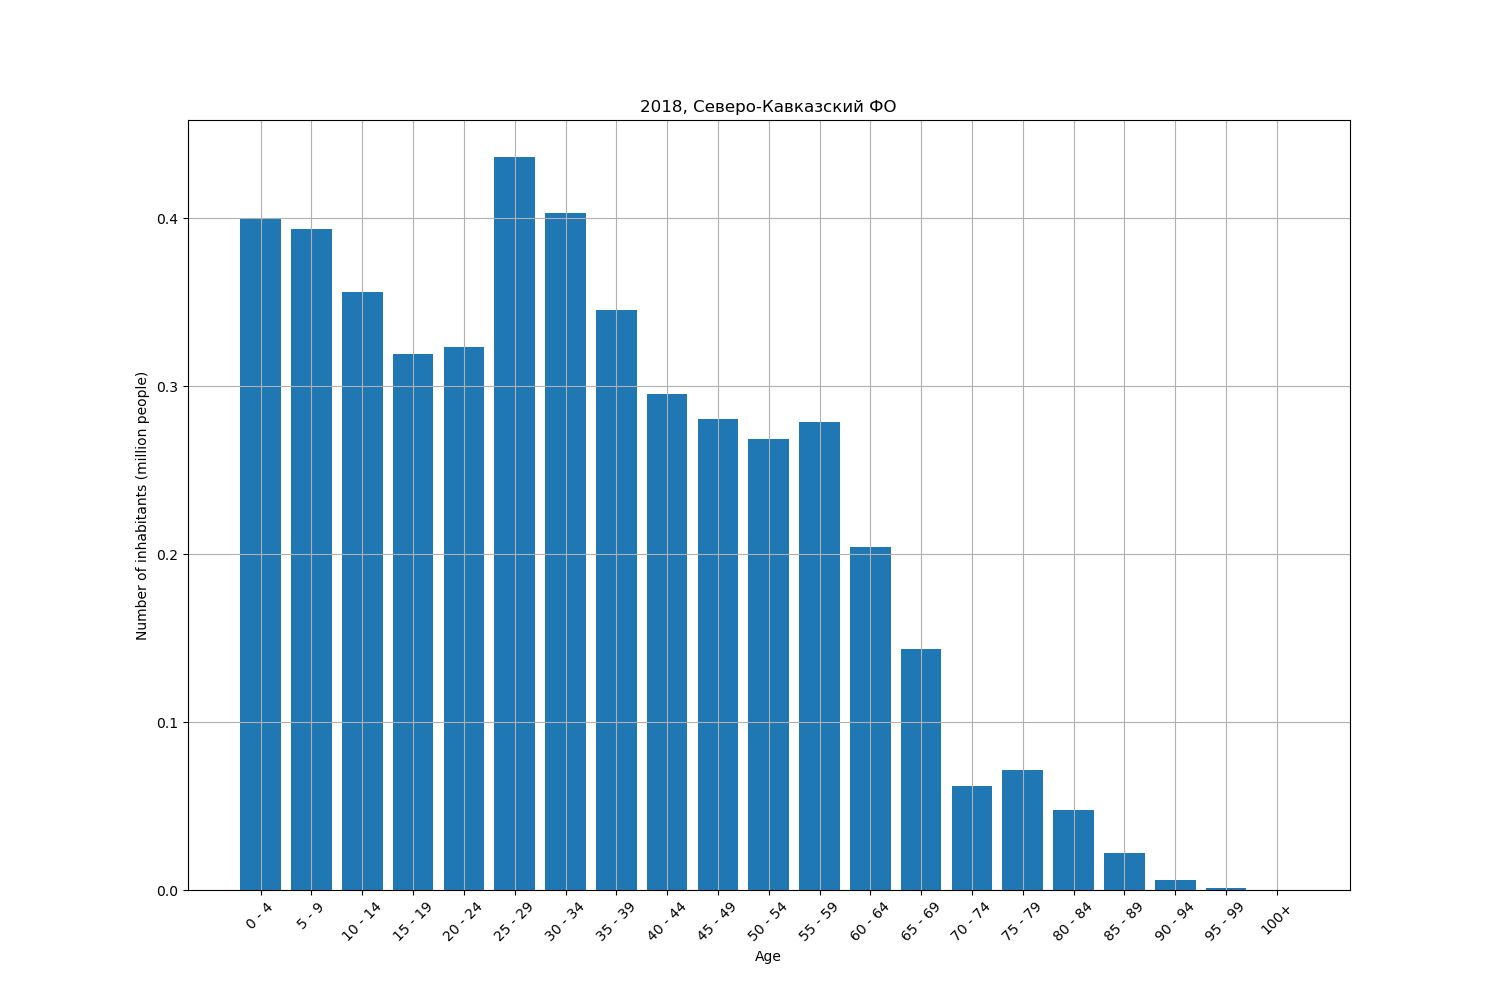 2018, Северо-Кавказский ФО
Number of inhabitants (million people)
0.4
0.3
0.2
0.1
0.0
0 - 4
5 - 9
10 - 14
15 - 19
20 - 24
25 - 29
30 - 34
35 - 39
40 - 44
45 - 49
50 - 54
55 - 59
60 - 64
65 - 69
70 - 74
75 - 79
80 - 84
85 - 89
90 - 94
95 - 99
100+
Age